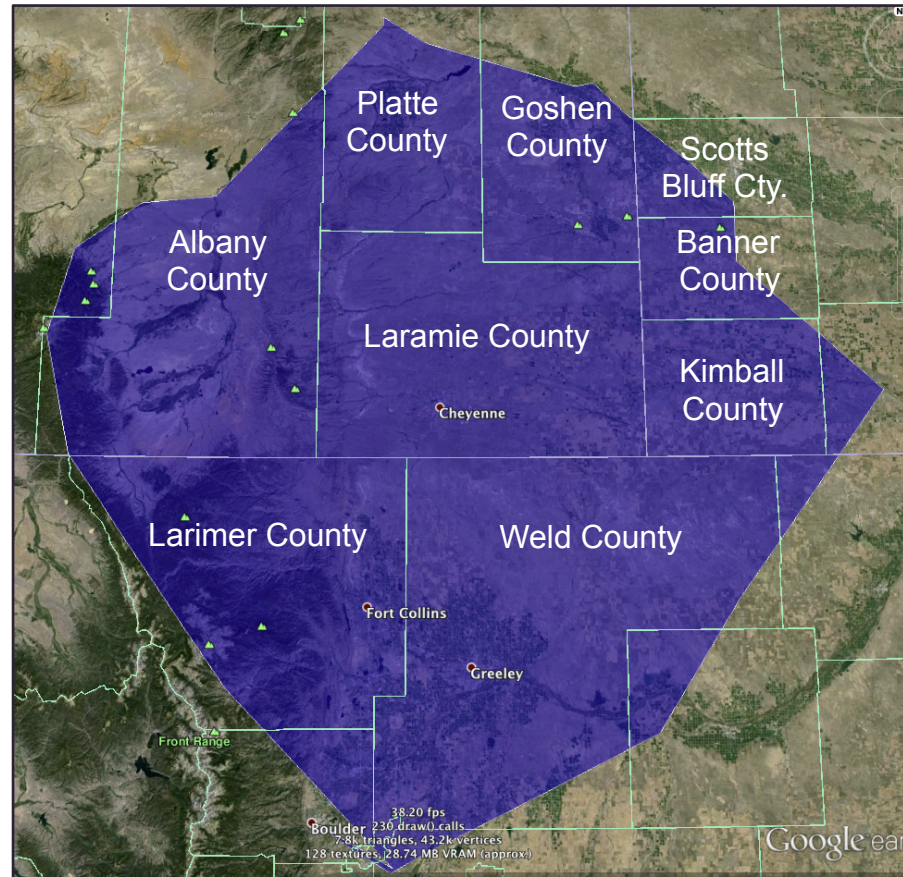 N
Platte
County
Goshen
County
Scotts
Bluff Cty.
Albany
County
Banner
County
Laramie County
Kimball
County
Cheyenne
Larimer County
Weld County
Fort Collins
Greeley
Front Range
38.20 fps
Boulder
230 draw() calls
7.8k triangles, 43.2k vertices
128 textures, 28.74 MB VRAM (approx.)
Google ear